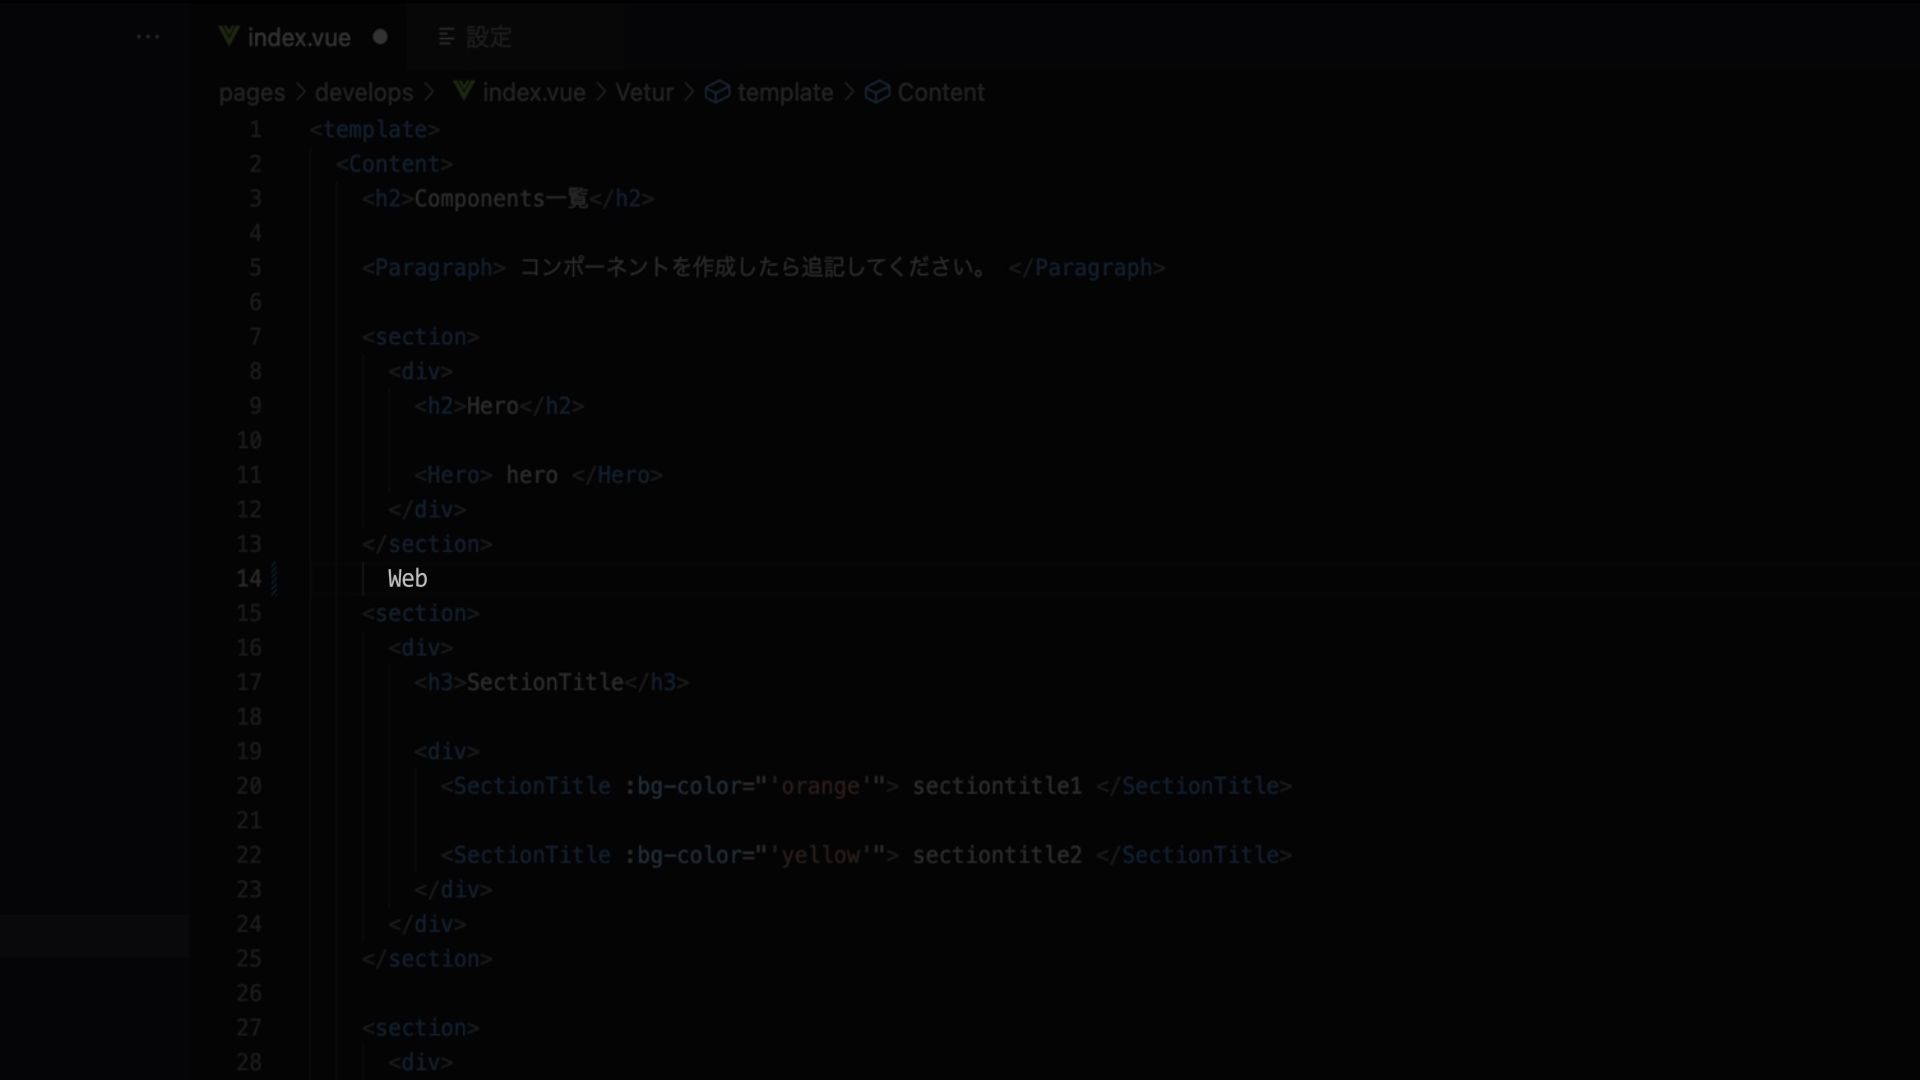 index.vue ● 設定
pages > develops > index.vue > Vetur > template > Content
1 <template>
2 <Content>
3 <h2>Components一覧</h2>
4
5 <Paragraph> コンポーネントを作成したら追記してください。 </Paragraph>
6
7 <section>
8 <div>
9 <h2>Hero</h2>
10
11 <Hero> hero </Hero>
12 </div>
13 </section>
14 Web
15 <section>
16 <div>
17 <h3>SectionTitle</h3>
18
19 <div>
20 <SectionTitle :bg-color="'orange'"> sectiontitle1 </SectionTitle>
21
22 <SectionTitle :bg-color="'yellow'"> sectiontitle2 </SectionTitle>
23 </div>
24 </div>
25 </section>
26
27 <section>
28 <div>